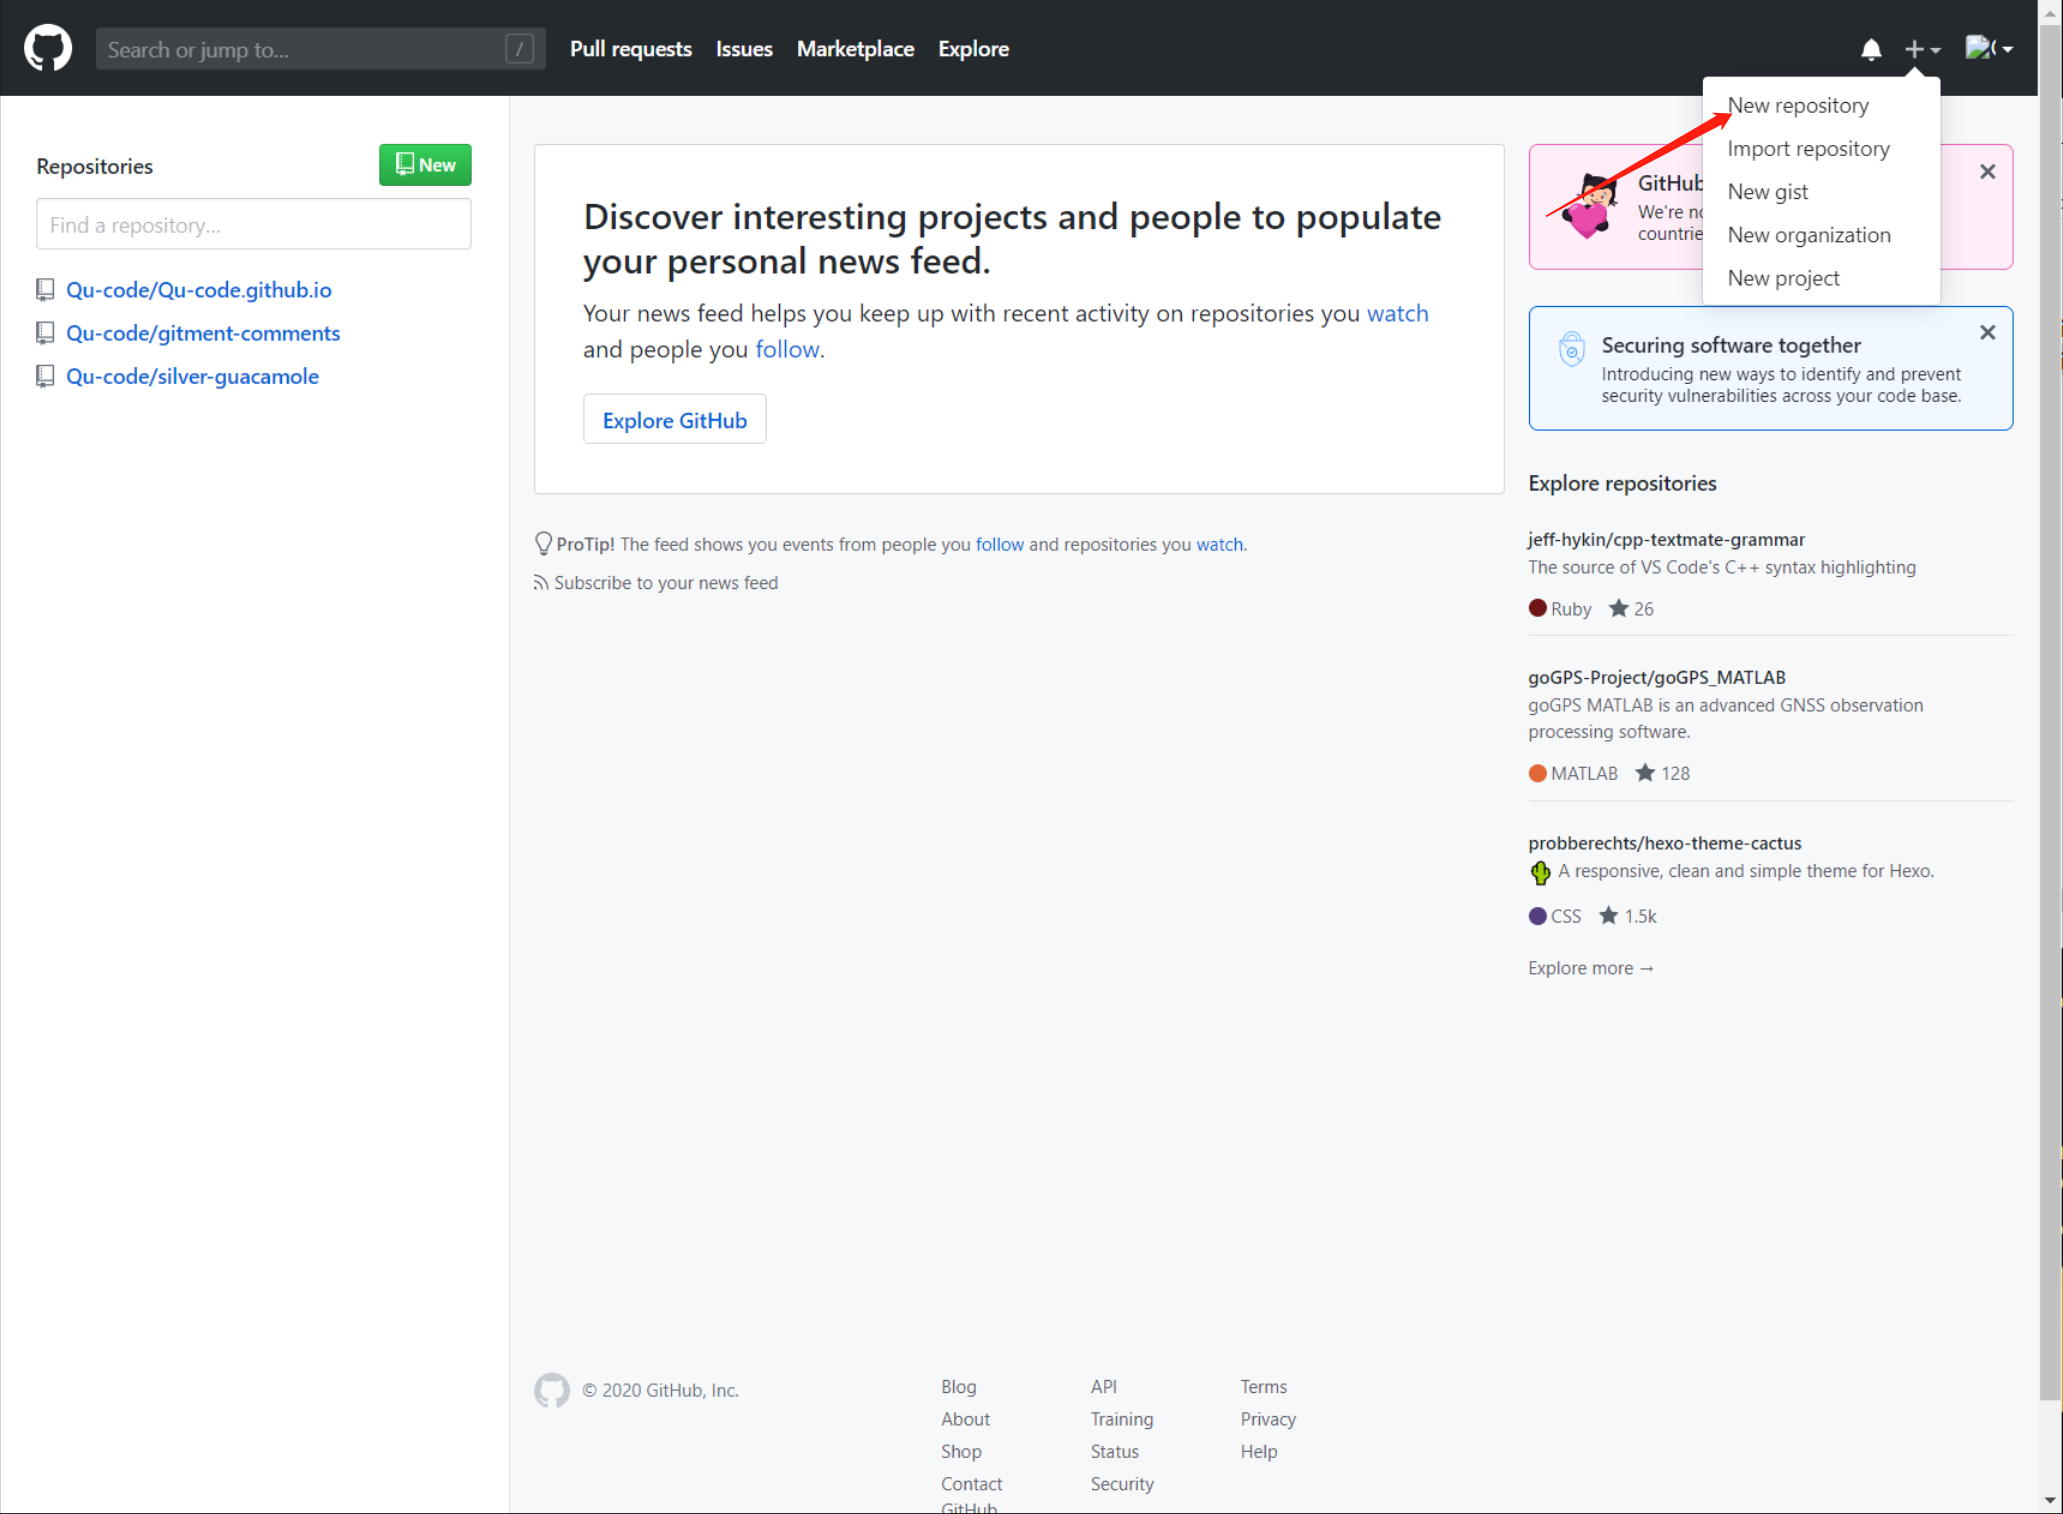 Search or jump to... /
Pull requests Issues Marketplace Explore
New repository
Import repository
New gist
New organization
New project
Repositories
New
Find a repository...
Qu-code/Qu-code.github.io
Qu-code/gitment-comments
Qu-code/silver-guacamole
Discover interesting projects and people to populate
your personal news feed.
Your news feed helps you keep up with recent activity on repositories you watch
and people you follow.
Explore GitHub
ProTip! The feed shows you events from people you follow and repositories you watch.
Subscribe to your news feed
GitHub
We're
countrie
Securing software together
Introducing new ways to identify and prevent
security vulnerabilities across your code base.
Explore repositories
jeff-hykin/cpp-textmate-grammar
The source of VS Code's C++ syntax highlighting
Ruby 26
goGPS-Project/goGPS_MATLAB
goGPS MATLAB is an advanced GNSS observation
processing software.
MATLAB 128
probberechts/hexo-theme-cactus
A responsive, clean and simple theme for Hexo.
CSS 1.5k
Explore more →
© 2020 GitHub, Inc.
Blog
About
Shop
Contact
GitHub
API
Training
Status
Security
Terms
Privacy
Help